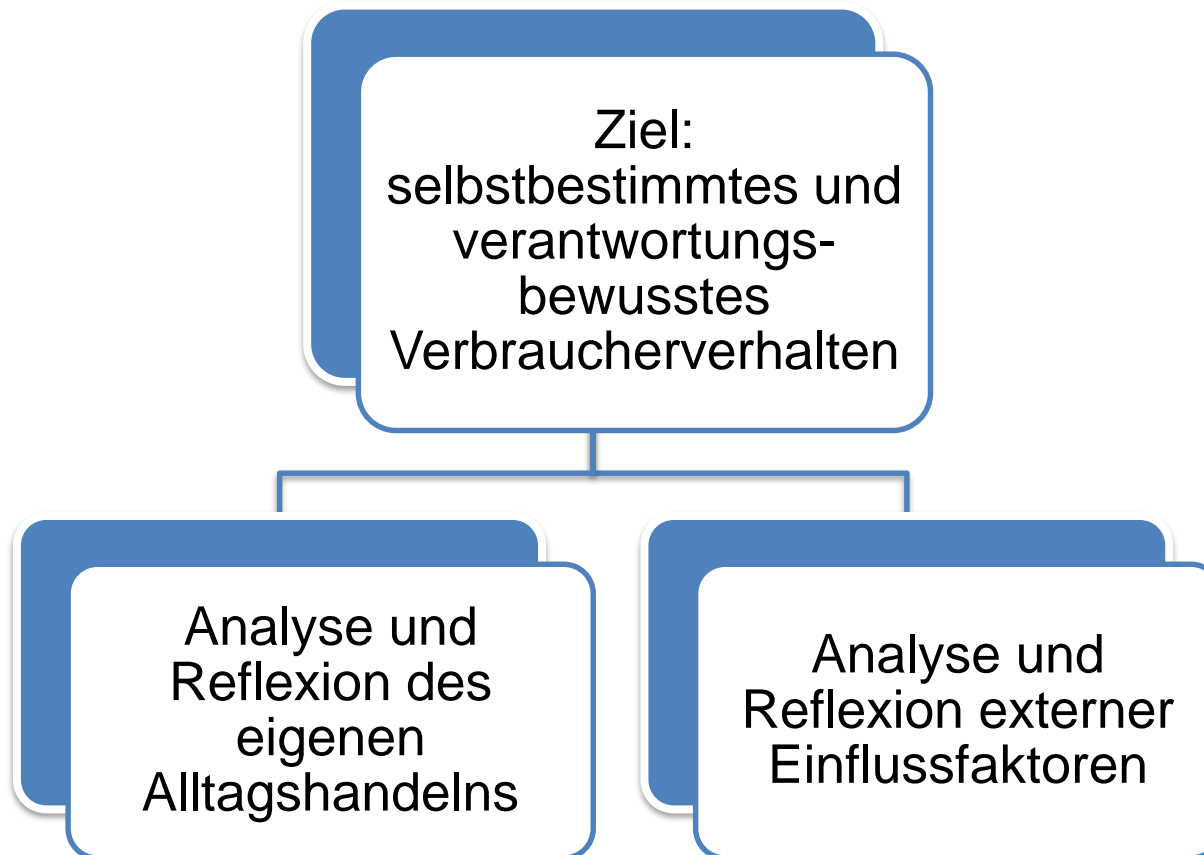 Ziel:
selbstbestimmtes und
verantwortungs-
bewusstes
Verbraucherverhalten
Analyse und
Reflexion des
eigenen
Alltagshandelns
Analyse und
Reflexion externer
Einflussfaktoren